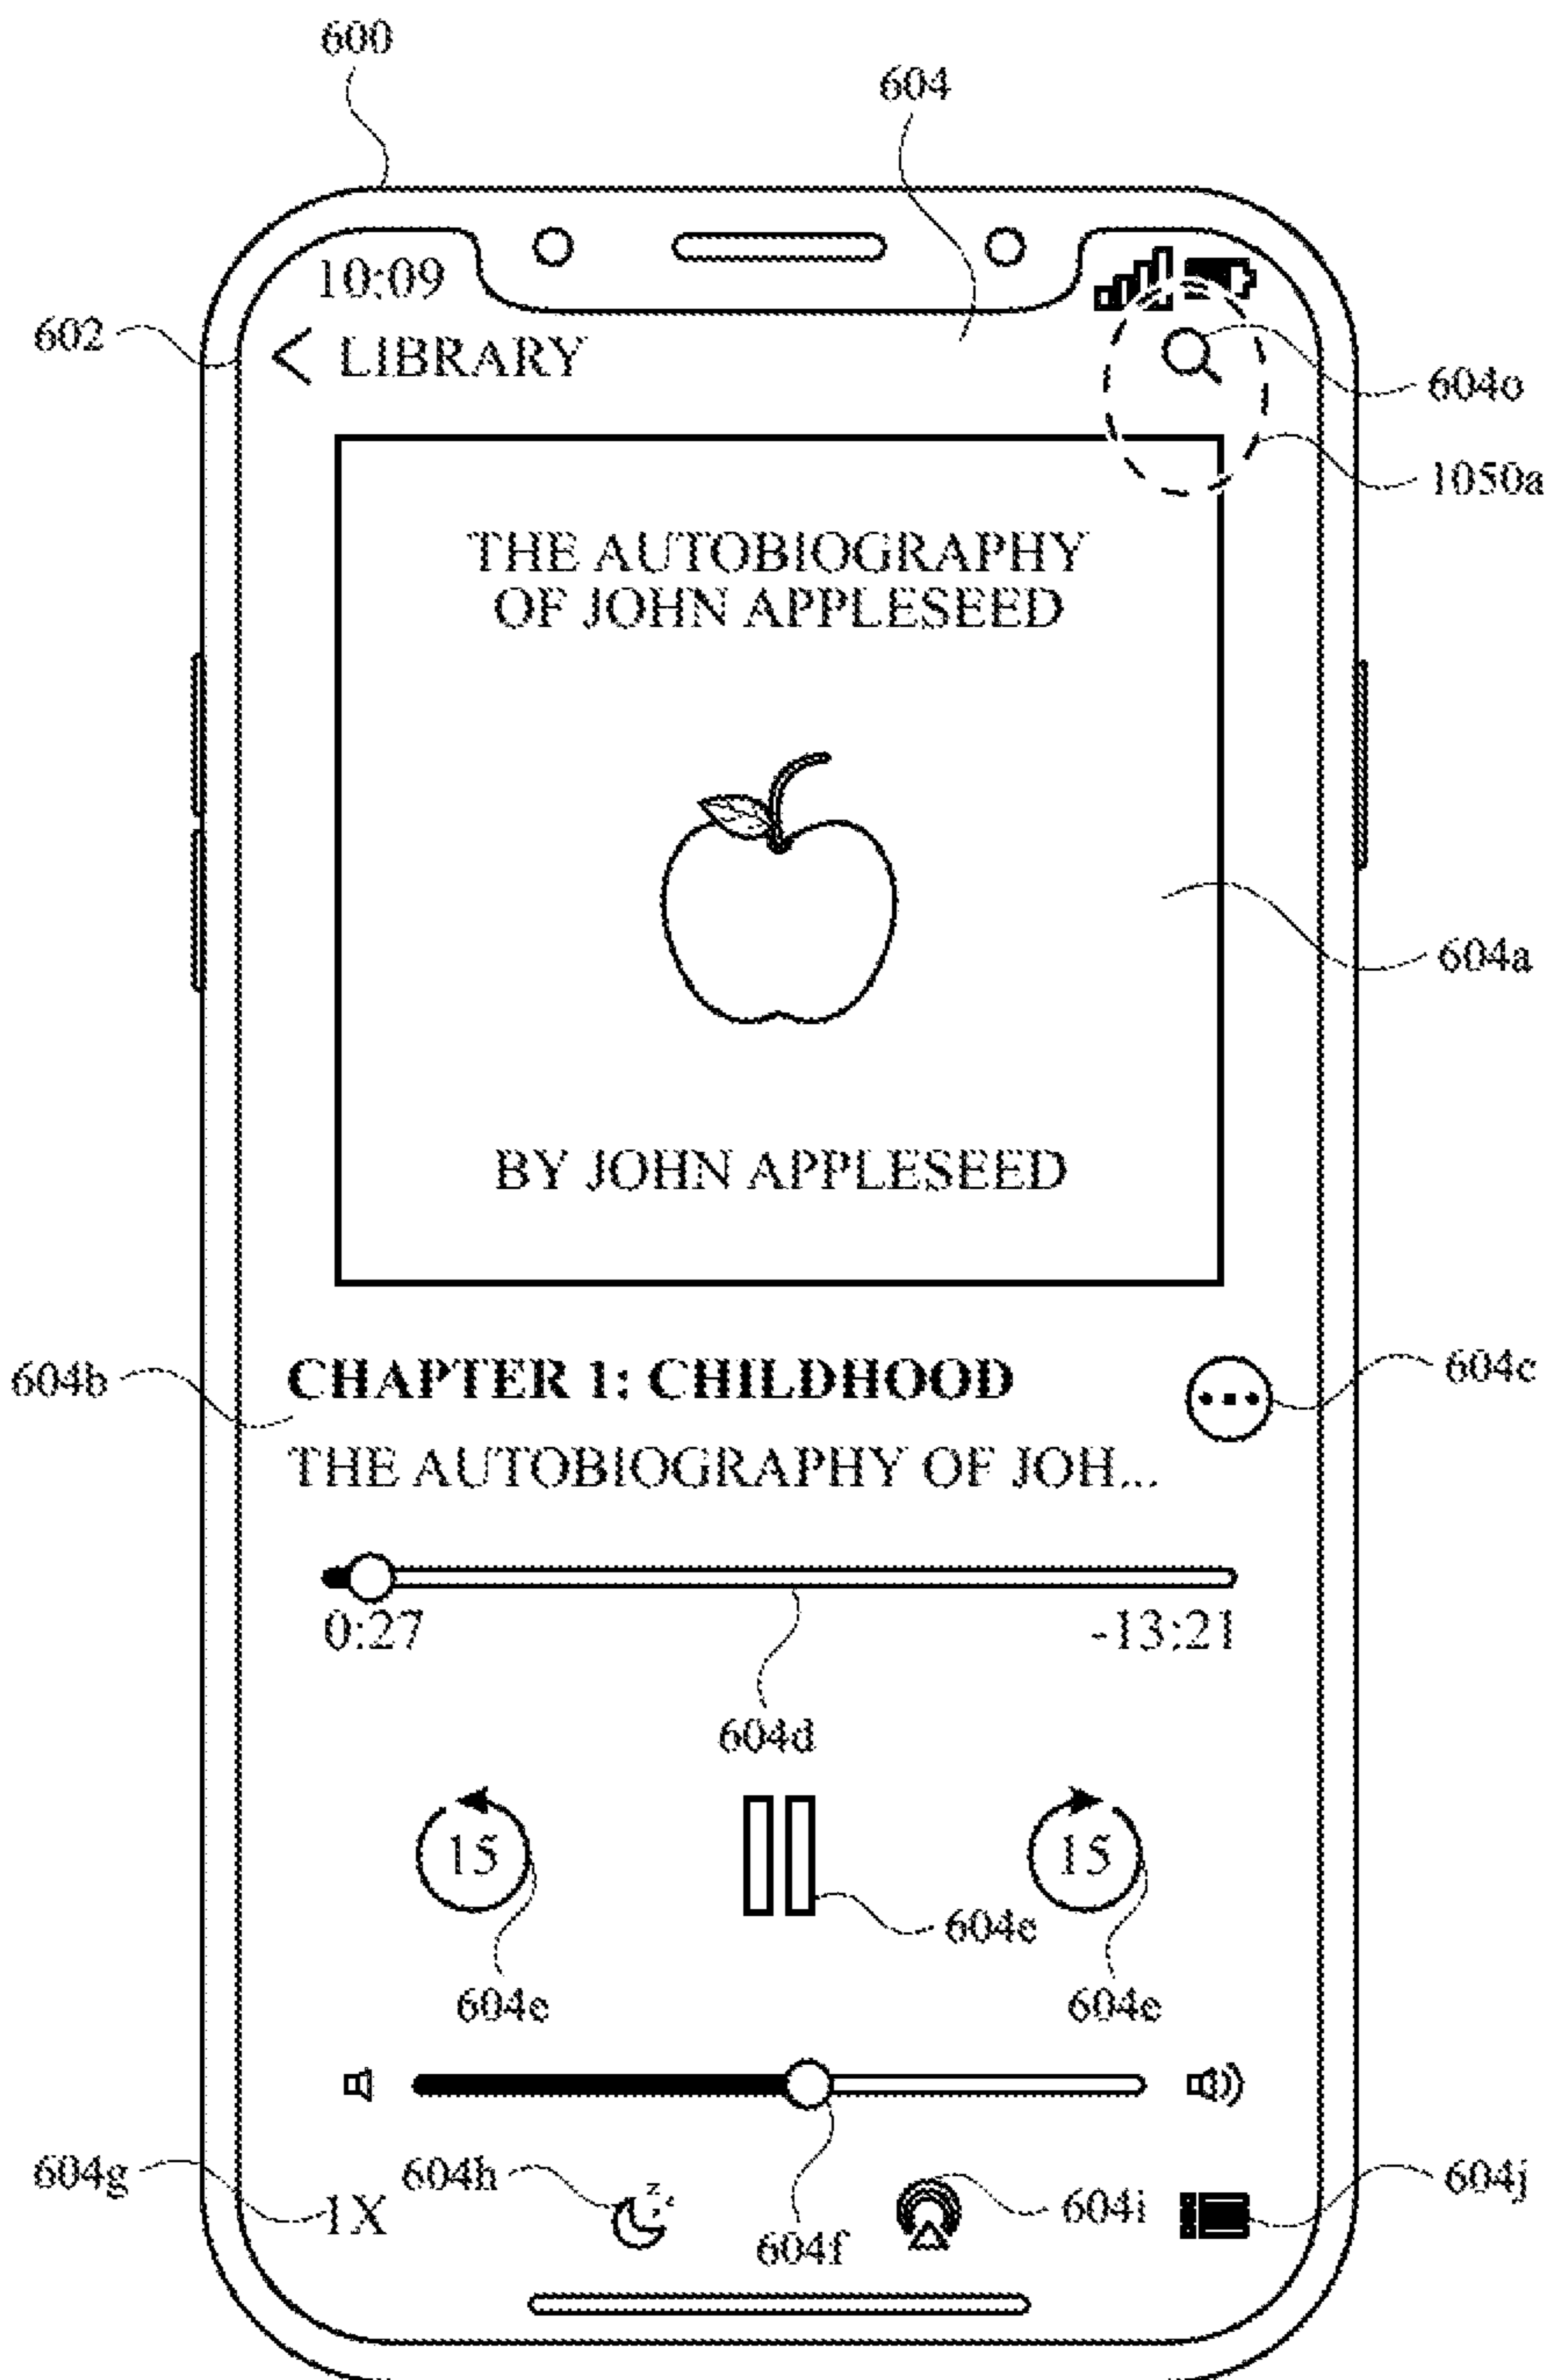 600
604
10:09
602
< LIBRARY
604o
1050a
THE AUTOBIOGRAPHY
OF JOHN APPLESEED
604a
BY JOHN APPLESEED
604b
CHAPTER 1: CHILDHOOD
604c
THE AUTOBIOGRAPHY OF JOH...
0:27
-13:21
604d
15
15
604e
604e
604e
604g
604h
604i
604j
1X
z z z
604f